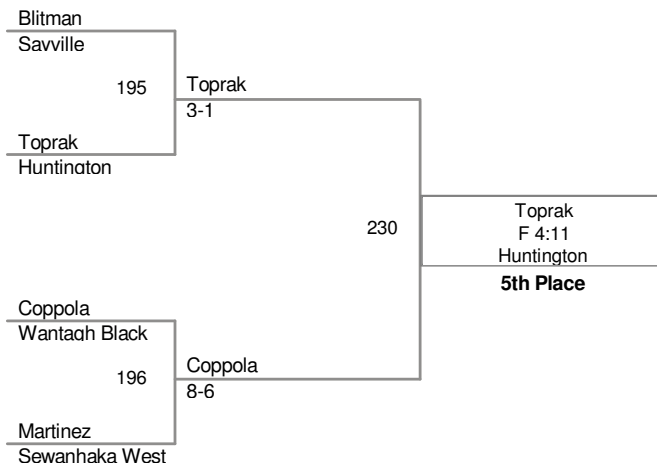 Blitman
Savville
195
Toprak
3-1
Toprak
Huntington
230
Toprak
F 4:11
Huntington
5th Place
Coppola
Wantagh Black
196
Coppola
8-6
Martinez
Sewanhaka West